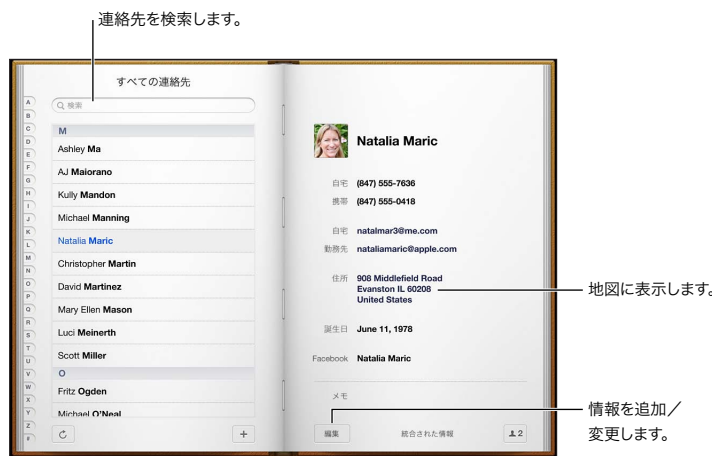 連絡先を検索します。
すべての連絡先
検索
A
B
C
D
E
F
G
H
I
J
K
L
M
N
O
P
Q
R
S
T
U
V
W
X
Y
Z
#
M
Ashley Ma
AJ Maiorano
Kully Mandon
Michael Manning
Natalia Maric
Christopher Martin
David Martinez
Mary Ellen Mason
Luci Meinerth
Scott Miller
O
Fritz Ogden
Michael O'Neal
Natalia Maric
自宅 (847) 555-7636
携帯 (847) 555-0418
自宅 natalmar3@me.com
勤務先 nataliamaric@apple.com
住所 908 Middlefield Road
Evanston IL 60208
United States
誕生日 June 11, 1978
Facebook Natalia Maric
メモ
編集 統合された情報 2
地図に表示します。
情報を追加／
変更します。